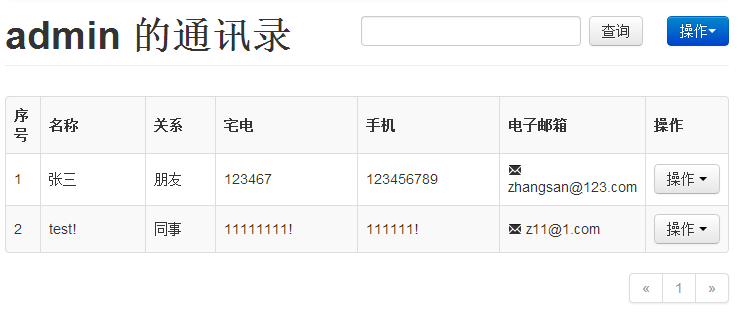 admin 的通讯录 查询 操作
序号 名称 关系 宅电 手机 电子邮箱 操作
1 张三 朋友 123467 123456789 zhangsan@123.com 操作
2 test! 同事 11111111! 111111! z11@1.com 操作
« 1 »